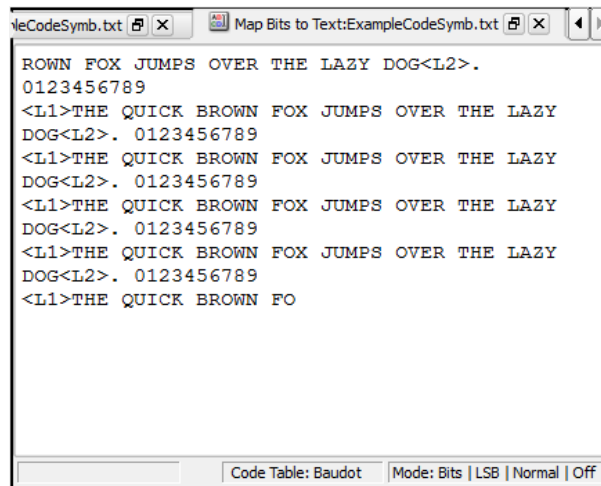 leCodeSymb.txt
Map Bits to Text:ExampleCodeSymb.txt
ROWN FOX JUMPS OVER THE LAZY DOG<L2>.
0123456789
<L1>THE QUICK BROWN FOX JUMPS OVER THE LAZY
DOG<L2>. 0123456789
<L1>THE QUICK BROWN FOX JUMPS OVER THE LAZY
DOG<L2>. 0123456789
<L1>THE QUICK BROWN FOX JUMPS OVER THE LAZY
DOG<L2>. 0123456789
<L1>THE QUICK BROWN FOX JUMPS OVER THE LAZY
DOG<L2>. 0123456789
<L1>THE QUICK BROWN FO
Code Table: Baudot
Mode: Bits | LSB | Normal | Off